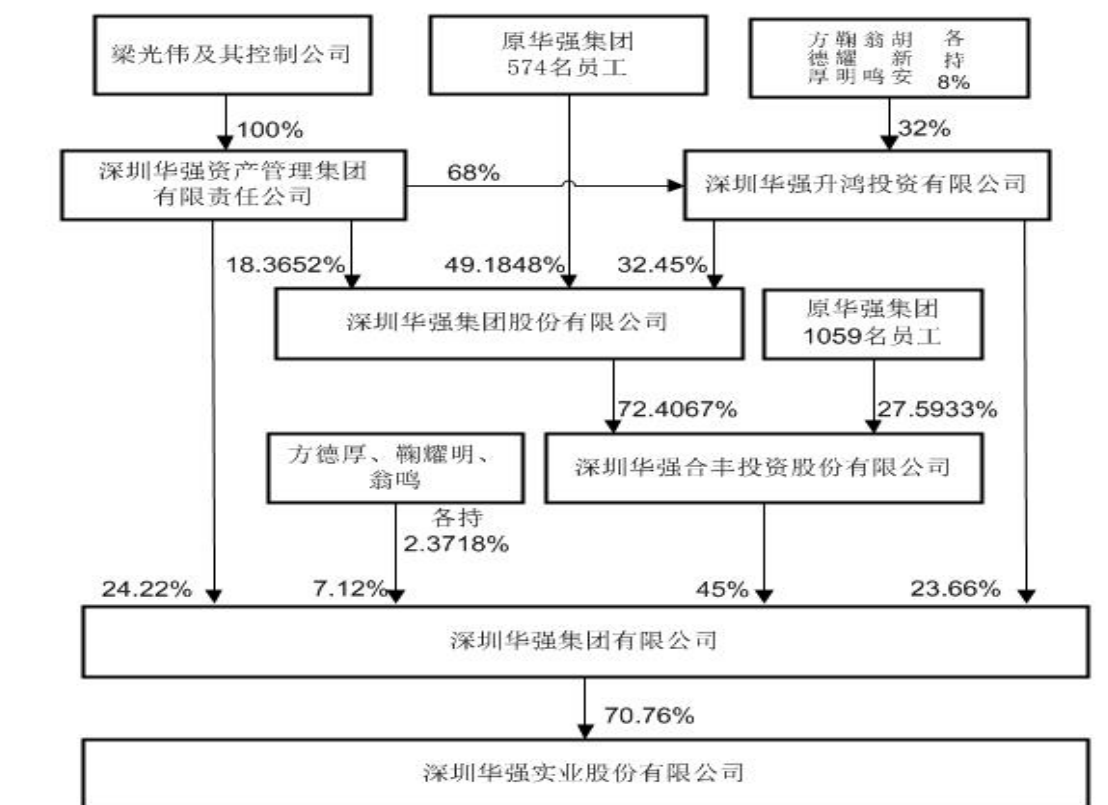 梁光伟及其控制公司
原华强集团
574名员工
方德厚
鞠耀明
翁鸣
胡新安
各持
8%
100%
32%
深圳华强资产管理集团
有限责任公司
68%
深圳华强升鸿投资有限公司
18.3652%
49.1848%
32.45%
深圳华强集团股份有限公司
原华强集团
1059名员工
72.4067%
27.5933%
方德厚、鞠耀明、
翁鸣
深圳华强合丰投资股份有限公司
各持
2.3718%
24.22%
7.12%
45%
23.66%
深圳华强集团有限公司
70.76%
深圳华强实业股份有限公司